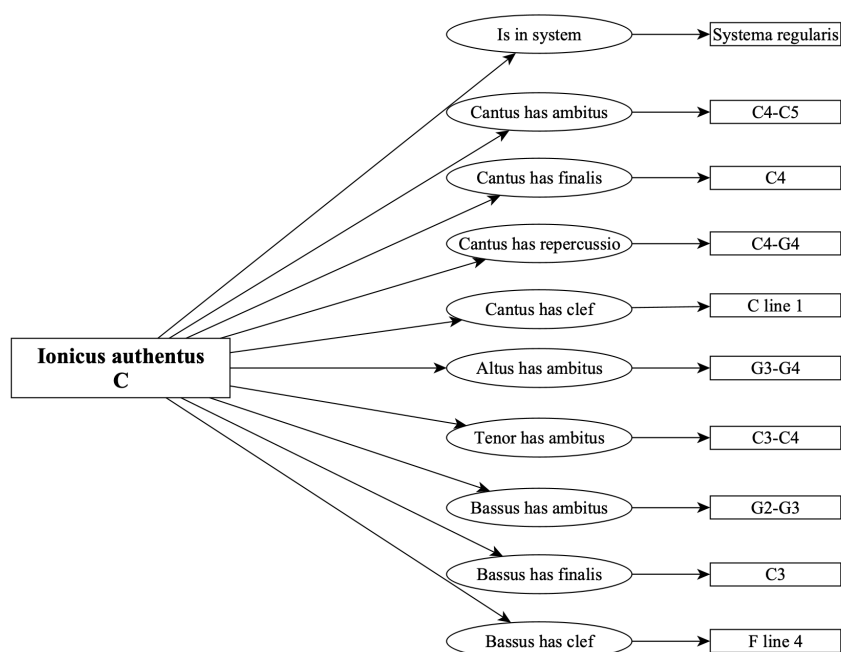 Is in system
Systema regularis
Cantus has ambitus
C4-C5
Cantus has finalis
C4
Cantus has repercussio
C4-G4
Cantus has clef
C line 1
Ionicus authentus
C
Altus has ambitus
G3-G4
Tenor has ambitus
C3-C4
Bassus has ambitus
G2-G3
Bassus has finalis
C3
Bassus has clef
F line 4